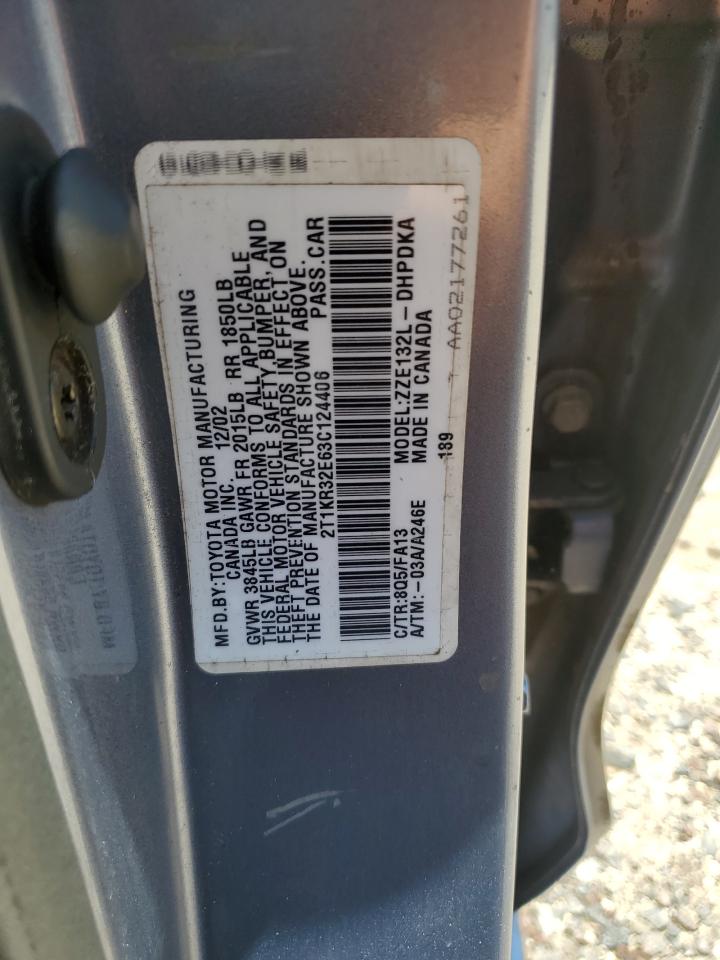 MFD.BY:TOYOTA MOTOR MANUFACTURING
CANADA INC. 12/02
GVWR 3845LB GAWR FR 2015LB RR 1850LB
THIS VEHICLE CONFORMS TO ALL APPLICABLE
FEDERAL MOTOR VEHICLE SAFETY, BUMPER, AND
THEFT PREVENTION STANDARDS IN EFFECT ON
THE DATE OF MANUFACTURE SHOWN ABOVE.
2T1KR32E63C124406 PASS.CAR
C/TR:8Q5/FA13 MODEL:ZZE132L-DHPDKA
A/TM:-03A/A246E MADE IN CANADA
189
AA02177261